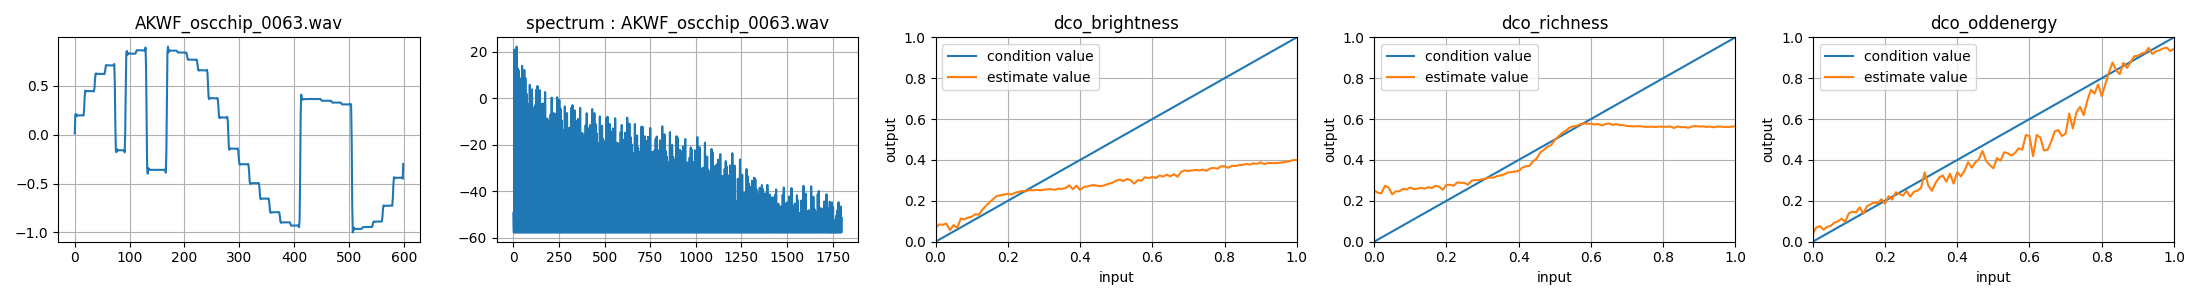 AKWF_oscchip_0063.wav
0.5
0.0
−0.5
−1.0
0 100 200 300 400 500 600
spectrum : AKWF_oscchip_0063.wav
20
0
−20
−40
−60
0 250 500 750 1000 1250 1500 1750
dco_brightness
condition value
estimate value
output
1.0
0.8
0.6
0.4
0.2
0.0
0.0 0.2 0.4 0.6 0.8 1.0
input
dco_richness
condition value
estimate value
output
1.0
0.8
0.6
0.4
0.2
0.0
0.0 0.2 0.4 0.6 0.8 1.0
input
dco_oddenergy
condition value
estimate value
output
1.0
0.8
0.6
0.4
0.2
0.0
0.0 0.2 0.4 0.6 0.8 1.0
input